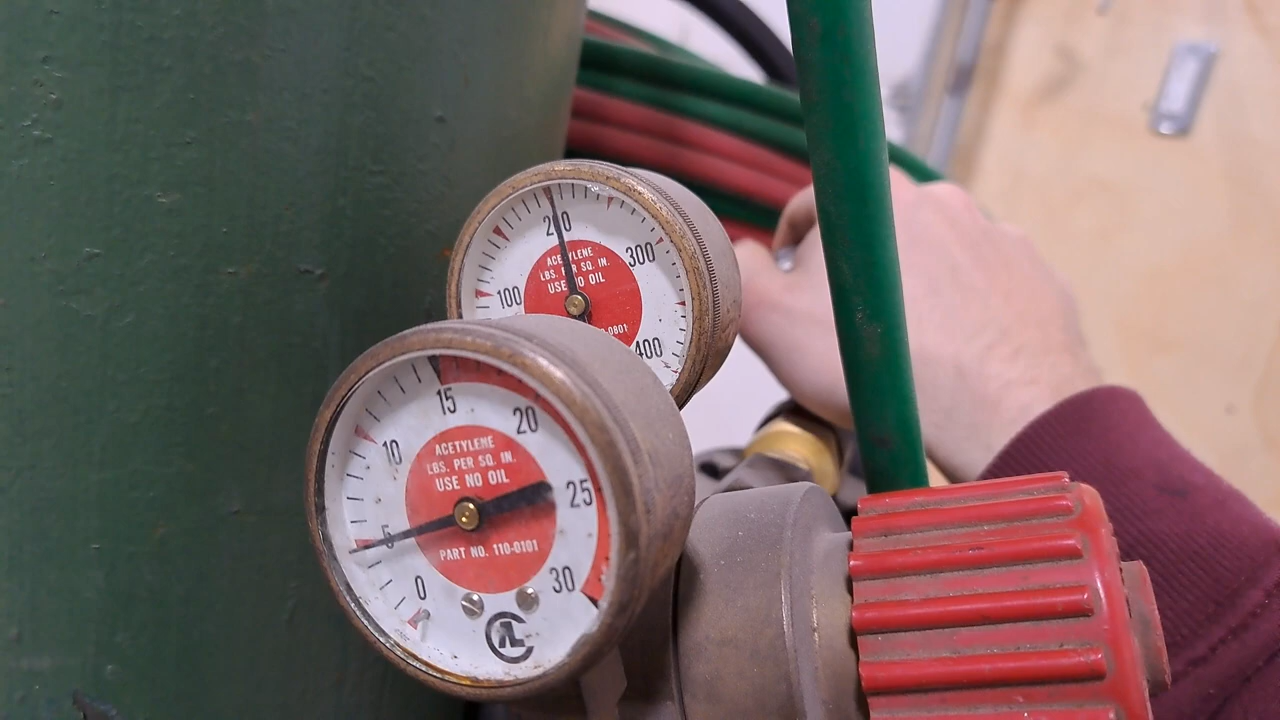 200
300
100
400
ACETYLENE
LBS. PER SQ. IN.
USE NO OIL
15
20
10
25
5
0
30
ACETYLENE
LBS. PER SQ. IN.
USE NO OIL
PART NO. 110-0101
UL